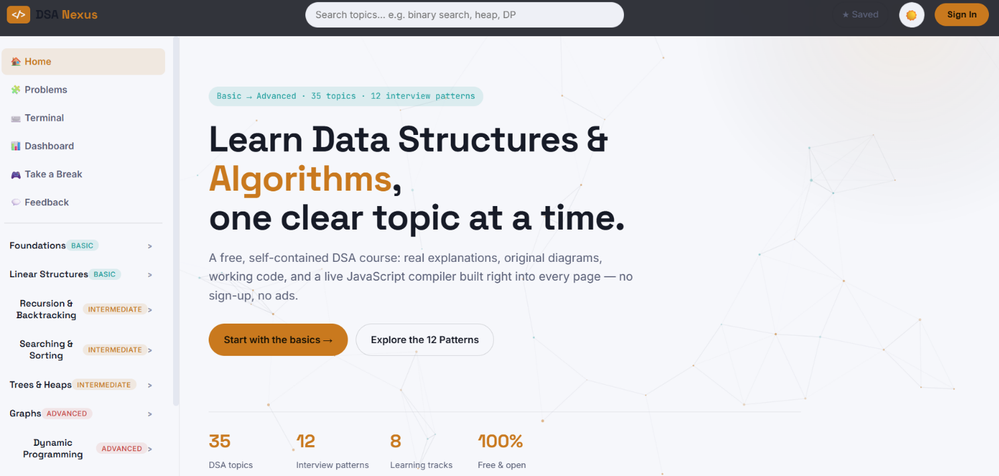 </> DSA Nexus
Search topics... e.g. binary search, heap, DP
★ Saved
Sign In
Home
Problems
Terminal
Dashboard
Take a Break
Feedback
Foundations BASIC >
Linear Structures BASIC >
Recursion &
Backtracking
INTERMEDIATE >
Searching &
Sorting
INTERMEDIATE >
Trees & Heaps INTERMEDIATE >
Graphs ADVANCED >
Dynamic
Programming
ADVANCED >
Basic → Advanced · 35 topics · 12 interview patterns
Learn Data Structures &
Algorithms,
one clear topic at a time.
A free, self-contained DSA course: real explanations, original diagrams,
working code, and a live JavaScript compiler built right into every page — no
sign-up, no ads.
Start with the basics →
Explore the 12 Patterns
35
DSA topics
12
Interview patterns
8
Learning tracks
100%
Free & open